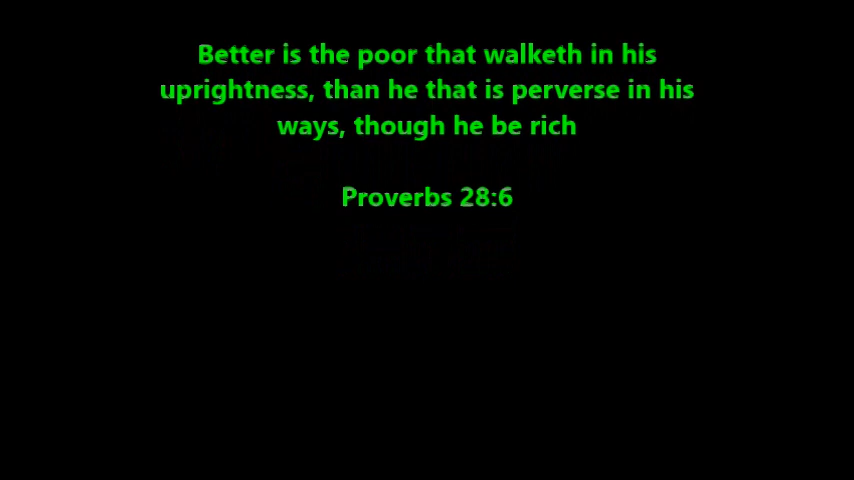 Better is the poor that walketh in his
uprightness, than he that is perverse in his
ways, though he be rich
Proverbs 28:6